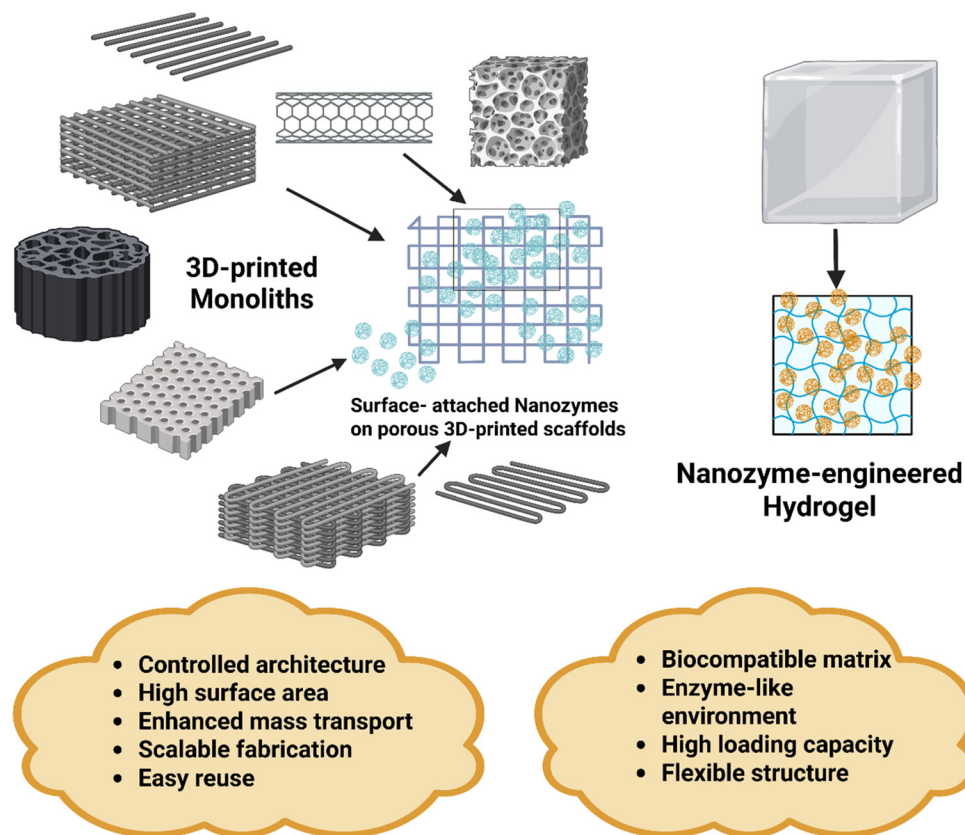 3D-printed
Monoliths
Surface- attached Nanozymes
on porous 3D-printed scaffolds
Nanozyme-engineered
Hydrogel
• Controlled architecture
• High surface area
• Enhanced mass transport
• Scalable fabrication
• Easy reuse
• Biocompatible matrix
• Enzyme-like
environment
• High loading capacity
• Flexible structure